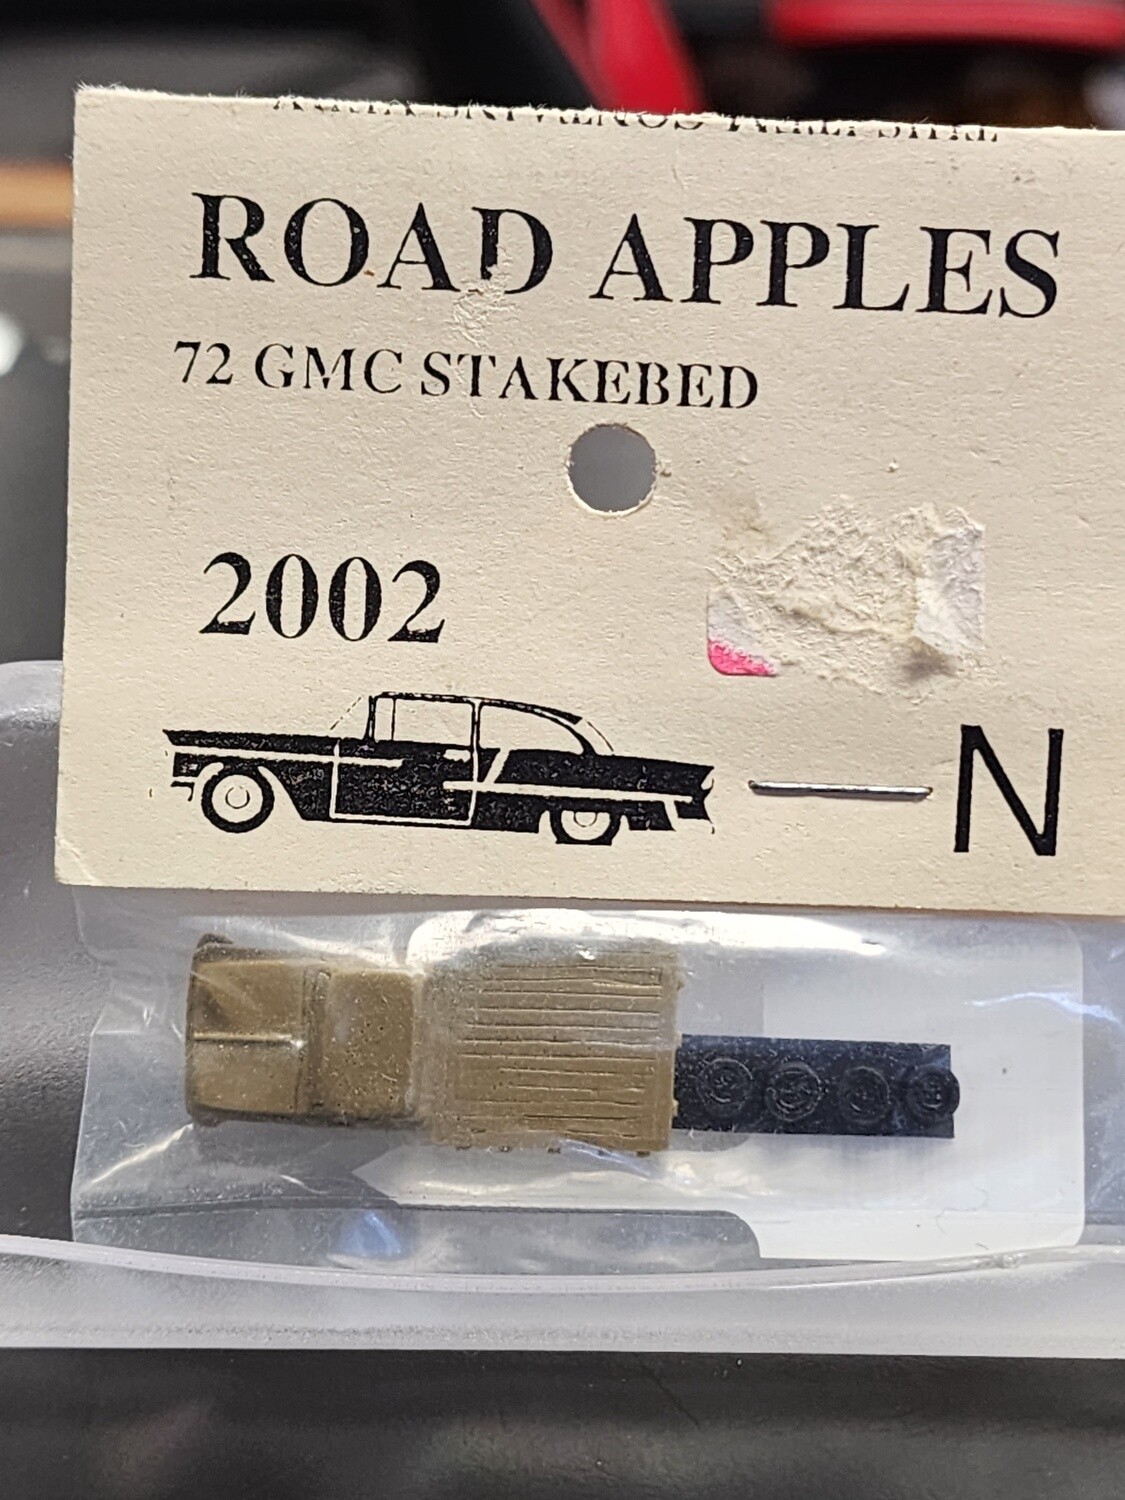 ROAD APPLES
72 GMC STAKEBED
2002
N